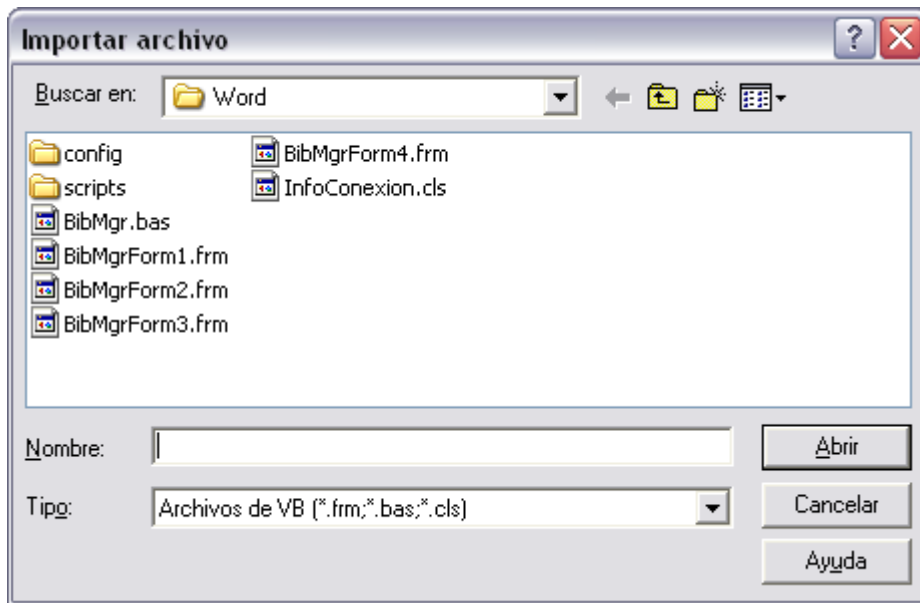 Importar archivo
Buscar en: Word
config
scripts
BibMgr.bas
BibMgrForm1.frm
BibMgrForm2.frm
BibMgrForm3.frm
BibMgrForm4.frm
InfoConexion.cls
Nombre: Abrir
Tipo: Archivos de VB (*.frm;*.bas;*.cls) Cancelar
Ayuda